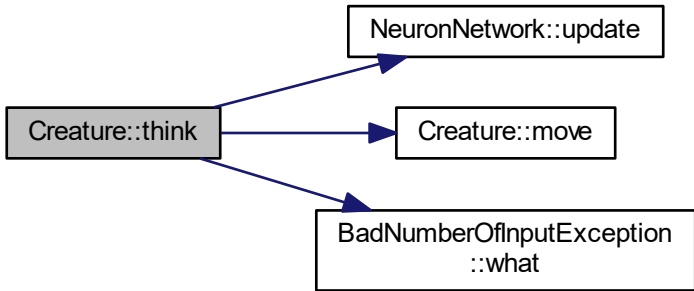 NeuronNetwork::update
Creature::think
Creature::move
BadNumberOfInputException
::what